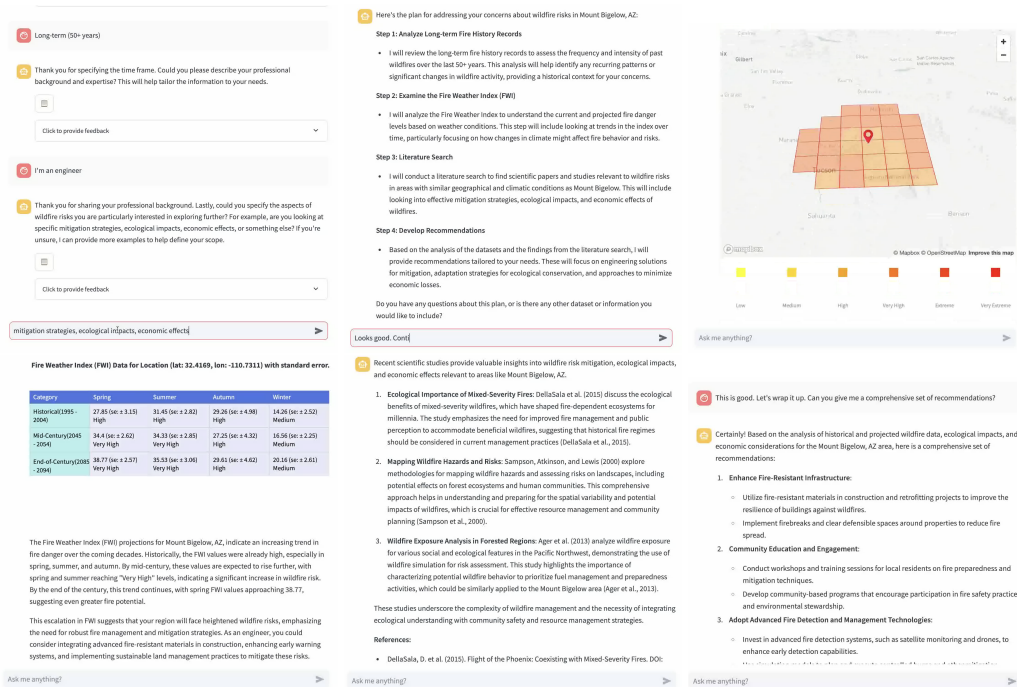 Long-term (50+ years)
Thank you for specifying the time frame. Could you please describe your professional
background and expertise? This will help tailor the information to your needs.
Click to provide feedback
I'm an engineer
Thank you for sharing your professional background. Lastly, could you specify the aspects of
wildfire risks you are particularly interested in exploring further? For example, are you looking at
specific mitigation strategies, ecological impacts, economic effects, or something else? If you're
unsure, I can provide more examples to help define your scope.
Click to provide feedback
mitigation strategies, ecological impacts, economic effects
Fire Weather Index (FWI) Data for Location (lat: 32.4169, lon: -110.7311) with standard error.
Category Spring Summer Autumn Winter
Historical(1995 - 2004) 27.85 (se: ± 3.15) High 31.45 (se: ± 2.82) High 29.26 (se: ± 4.98) High 14.26 (se: ± 2.52) Medium
Mid-Century(2045 - 2054) 34.4 (se: ± 2.62) Very High 34.33 (se: ± 2.85) Very High 27.25 (se: ± 4.32) High 16.56 (se: ± 2.25) Medium
End-of-Century(2085 - 2094) 38.77 (se: ± 2.57) Very High 35.53 (se: ± 3.06) Very High 29.61 (se: ± 4.62) High 20.16 (se: ± 2.61) Medium
The Fire Weather Index (FWI) projections for Mount Bigelow, AZ, indicate an increasing trend in
fire danger over the coming decades. Historically, the FWI values were already high, especially in
spring, summer, and autumn. By mid-century, these values are expected to rise further, with
spring and summer reaching "Very High" levels, indicating a significant increase in wildfire risk.
By the end of the century, this trend continues, with spring FWI values approaching 38.77,
suggesting even greater fire potential.
This escalation in FWI suggests that your region will face heightened wildfire risks, emphasizing
the need for robust fire management and mitigation strategies. As an engineer, you could
consider integrating advanced fire-resistant materials in construction, enhancing early warning
systems, and implementing sustainable land management practices to mitigate these risks.
Ask me anything?
Here's the plan for addressing your concerns about wildfire risks in Mount Bigelow, AZ:
Step 1: Analyze Long-term Fire History Records
I will review the long-term fire history records to assess the frequency and intensity of past
wildfires over the last 50+ years. This analysis will help identify any recurring patterns or
significant changes in wildfire activity, providing a historical context for your concerns.
Step 2: Examine the Fire Weather Index (FWI)
I will analyze the Fire Weather Index to understand the current and projected fire danger
levels based on weather conditions. This step will include looking at trends in the index over
time, particularly focusing on how changes in climate might affect fire behavior and risks.
Step 3: Literature Search
I will conduct a literature search to find scientific papers and studies relevant to wildfire risks
in areas with similar geographical and climatic conditions as Mount Bigelow. This will include
looking into effective mitigation strategies, ecological impacts, and economic effects of
wildfires.
Step 4: Develop Recommendations
Based on the analysis of the datasets and the findings from the literature search, I will
provide recommendations tailored to your needs. These will focus on engineering solutions
for mitigation, adaptation strategies for ecological conservation, and approaches to minimize
economic losses.
Do you have any questions about this plan, or is there any other dataset or information you
would like to include?
Looks good. Conti
Recent scientific studies provide valuable insights into wildfire risk mitigation, ecological impacts,
and economic effects relevant to areas like Mount Bigelow, AZ.
1. Ecological Importance of Mixed-Severity Fires: DellaSala et al. (2015) discuss the ecological
benefits of mixed-severity wildfires, which have shaped fire-dependent ecosystems for
millennia. The study emphasizes the need for improved fire management and public
perception to accommodate beneficial wildfires, suggesting that historical fire regimes
should be considered in current management practices (DellaSala et al., 2015).
2. Mapping Wildfire Hazards and Risks: Sampson, Atkinson, and Lewis (2000) explore
methodologies for mapping wildfire hazards and assessing risks on landscapes, including
potential effects on forest ecosystems and human communities. This comprehensive
approach helps in understanding and preparing for the spatial variability and potential
impacts of wildfires, which is crucial for effective resource management and community
planning (Sampson et al., 2000).
3. Wildfire Exposure Analysis in Forested Regions: Ager et al. (2013) analyze wildfire exposure
for various social and ecological features in the Pacific Northwest, demonstrating the use of
wildfire simulation for risk assessment. This study highlights the importance of
characterizing potential wildfire behavior to prioritize fuel management and preparedness
activities, which could be similarly applied to the Mount Bigelow area (Ager et al., 2013).
These studies underscore the complexity of wildfire management and the necessity of integrating
ecological understanding with community safety and resource management strategies.
References:
DellaSala, D. et al. (2015). Flight of the Phoenix: Coexisting with Mixed-Severity Fires. DOI:
Ask me anything?
+
−
Gilbert
Tucson
Sahuarita
Benson
mapbox
© Mapbox © OpenStreetMap Improve this map
Low Medium High Very High Extreme Very Extreme
Ask me anything?
This is good. Let's wrap it up. Can you give me a comprehensive set of recommendations?
Certainly! Based on the analysis of historical and projected wildfire data, ecological impacts, and
economic considerations for the Mount Bigelow, AZ area, here is a comprehensive set of
recommendations:
1. Enhance Fire-Resistant Infrastructure:
Utilize fire-resistant materials in construction and retrofitting projects to improve the
resilience of buildings against wildfires.
Implement firebreaks and clear defensible spaces around properties to reduce fire
spread.
2. Community Education and Engagement:
Conduct workshops and training sessions for local residents on fire preparedness and
mitigation techniques.
Develop community-based programs that encourage participation in fire safety practice
and environmental stewardship.
3. Adopt Advanced Fire Detection and Management Technologies:
Invest in advanced fire detection systems, such as satellite monitoring and drones, to
enhance early detection capabilities.
Ask me anything?